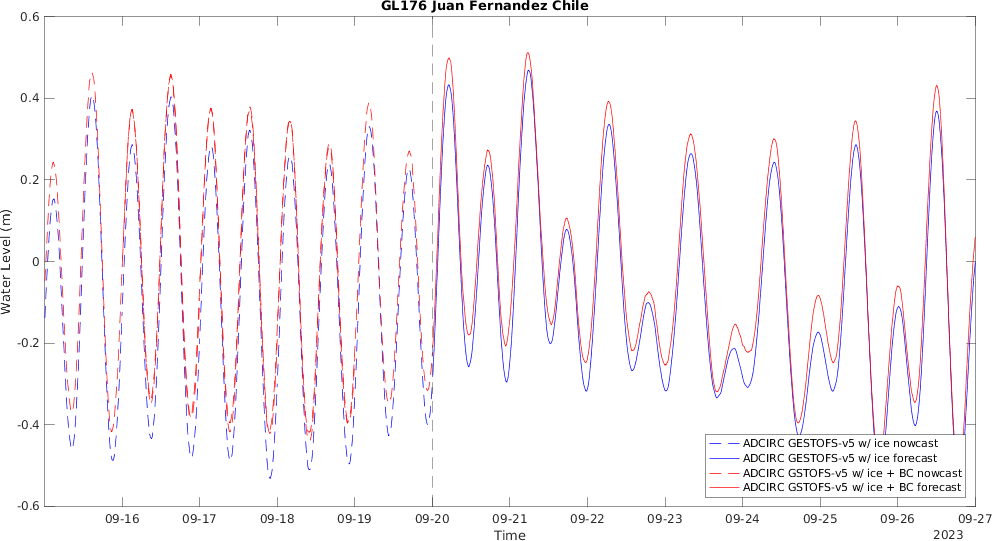 GL176 Juan Fernandez Chile
0.6
0.4
0.2
0
-0.2
-0.4
-0.6
Water Level (m)
ADCIRC GESTOFS-v5 w/ ice nowcast
ADCIRC GESTOFS-v5 w/ ice forecast
ADCIRC GSTOFS-v5 w/ ice + BC nowcast
ADCIRC GSTOFS-v5 w/ ice + BC forecast
09-16 09-17 09-18 09-19 09-20 09-21 09-22 09-23 09-24 09-25 09-26 09-27
Time
2023